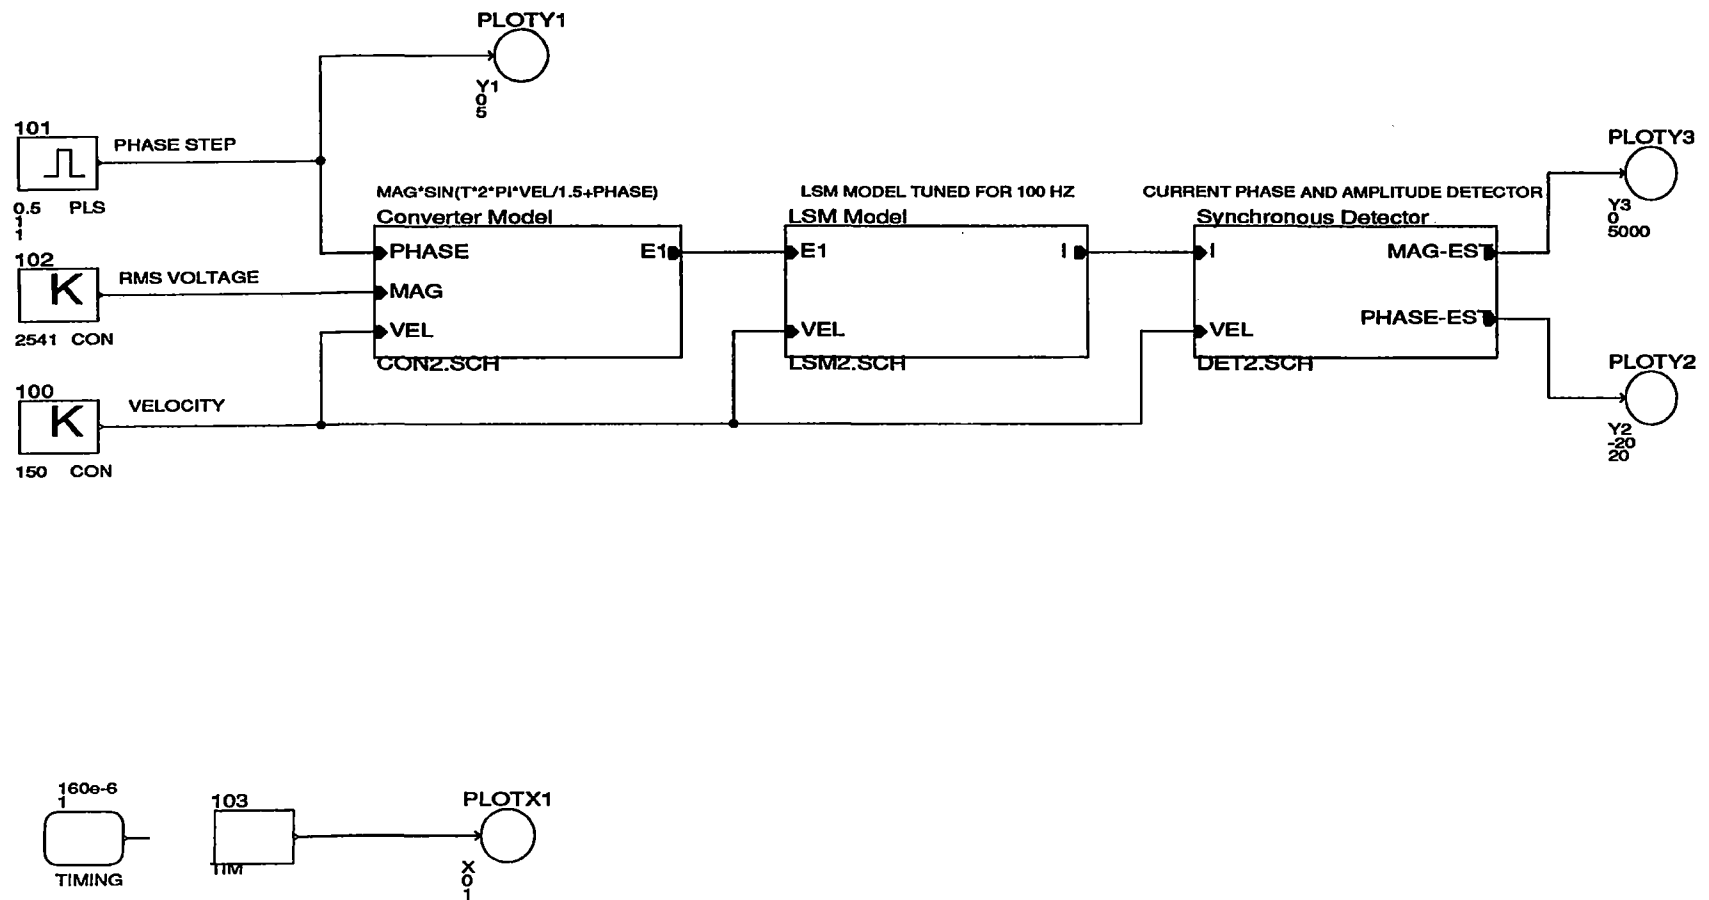 PLOTY1
Y1
0
5
101
PHASE STEP
0.5 PLS
1
1
102
K
RMS VOLTAGE
2541 CON
100
K
VELOCITY
150 CON
MAG*SIN(T*2*PI*VEL/1.5+PHASE)
Converter Model
PHASE E1
MAG
VEL
CON2.SCH
LSM MODEL TUNED FOR 100 HZ
LSM Model
E1 I
VEL
LSM2.SCH
CURRENT PHASE AND AMPLITUDE DETECTOR
Synchronous Detector
I MAG-EST
PHASE-EST
VEL
DET2.SCH
PLOTY3
Y3
0
5000
PLOTY2
Y2
-20
20
160e-6
1
TIMING
103
TIM
PLOTX1
X
0
1